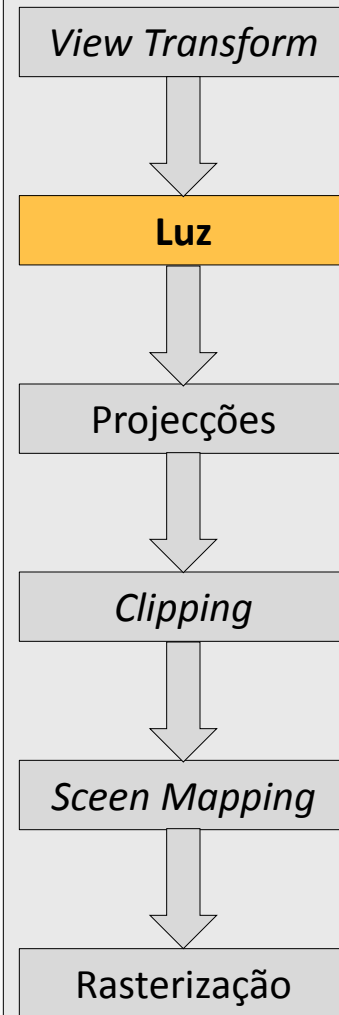 View Transform
Luz
Projecções
Clipping
Sceen Mapping
Rasterização